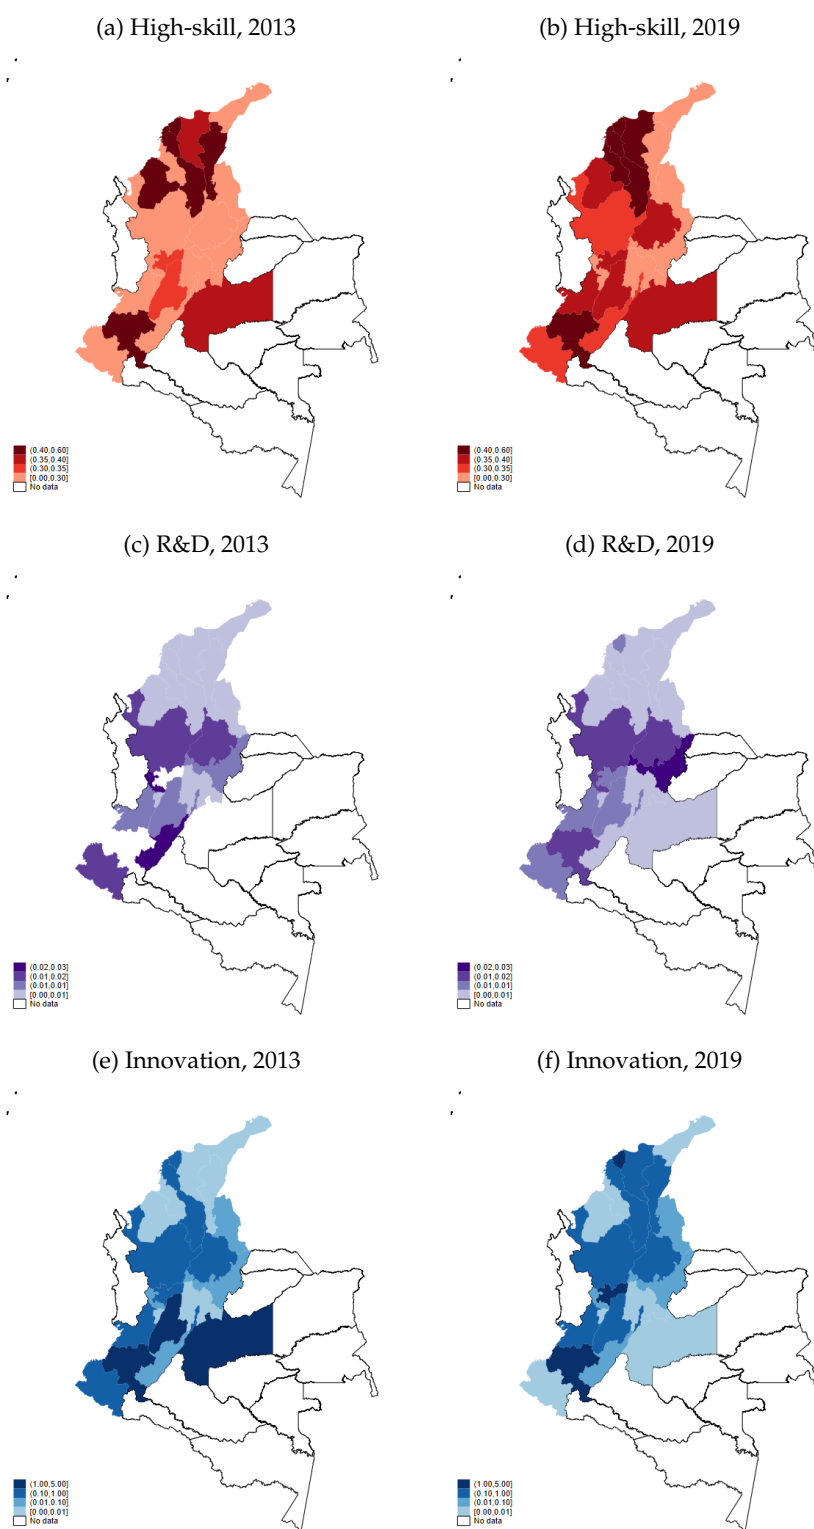 (a) High-skill, 2013
(b) High-skill, 2019
(0.40,0.60]
(0.35,0.40]
(0.30,0.35]
[0.00,0.30]
No data
(0.40,0.60]
(0.35,0.40]
(0.30,0.35]
[0.00,0.30]
No data
(c) R&D, 2013
(d) R&D, 2019
(0.02,0.03]
(0.01,0.02]
(0.01,0.01]
[0.00,0.01]
No data
(0.02,0.03]
(0.01,0.02]
(0.01,0.01]
[0.00,0.01]
No data
(e) Innovation, 2013
(f) Innovation, 2019
(1.00,5.00]
(0.10,1.00]
(0.01,0.10]
[0.00,0.01]
No data
(1.00,5.00]
(0.10,1.00]
(0.01,0.10]
[0.00,0.01]
No data